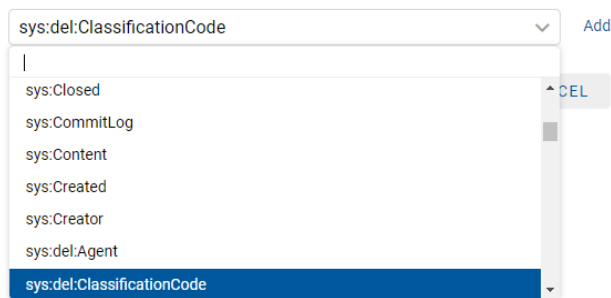 sys:del:ClassificationCode Add
sys:Closed
CEL
sys:CommitLog
sys:Content
sys:Created
sys:Creator
sys:del:Agent
sys:del:ClassificationCode